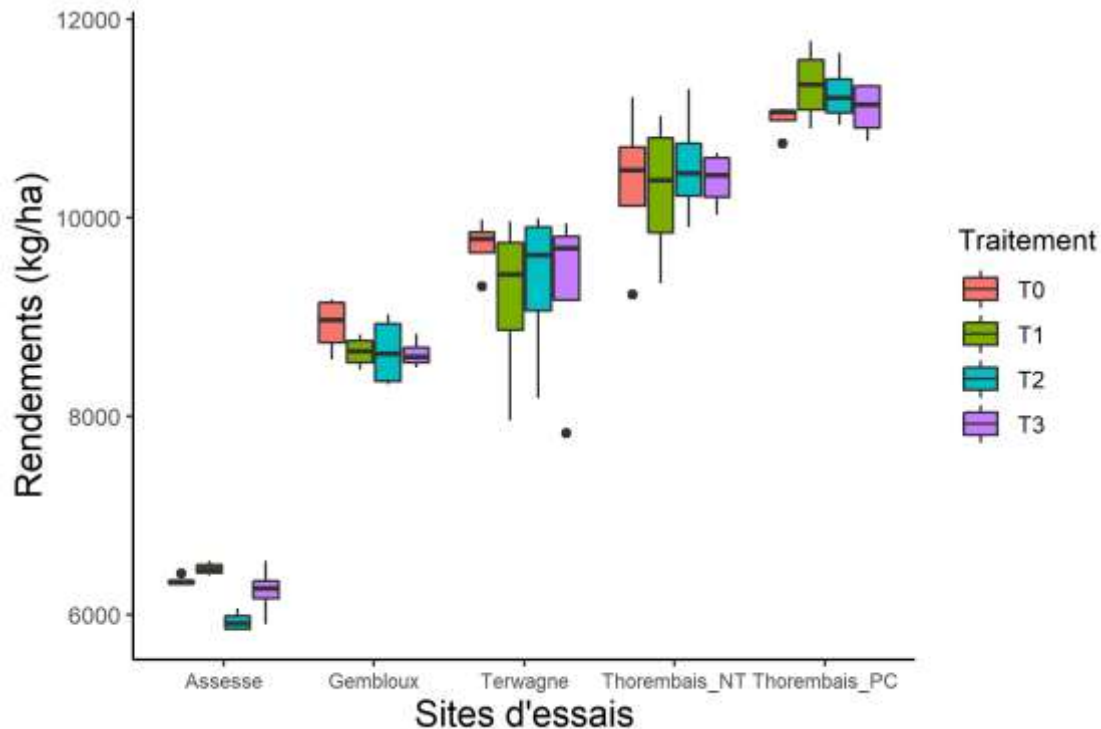 12000
10000
8000
6000
Rendements (kg/ha)
Assesse
Gembloux
Terwagne
Thorembais_NT
Thorembais_PC
Sites d'essais
Traitement
T0
T1
T2
T3